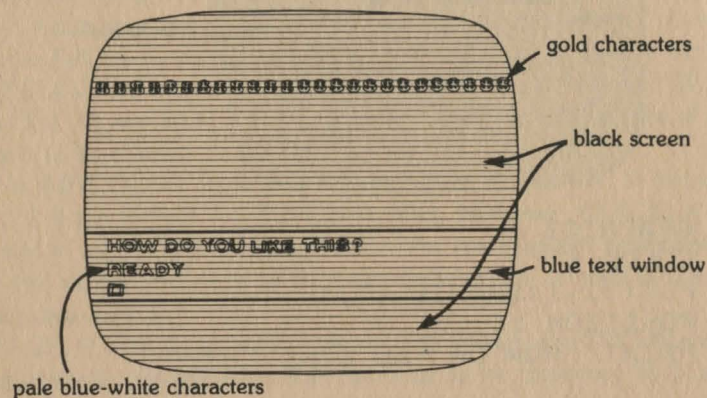 gold characters
black screen
HOW DO YOU LIKE THIS?
READY
blue text window
pale blue-white characters